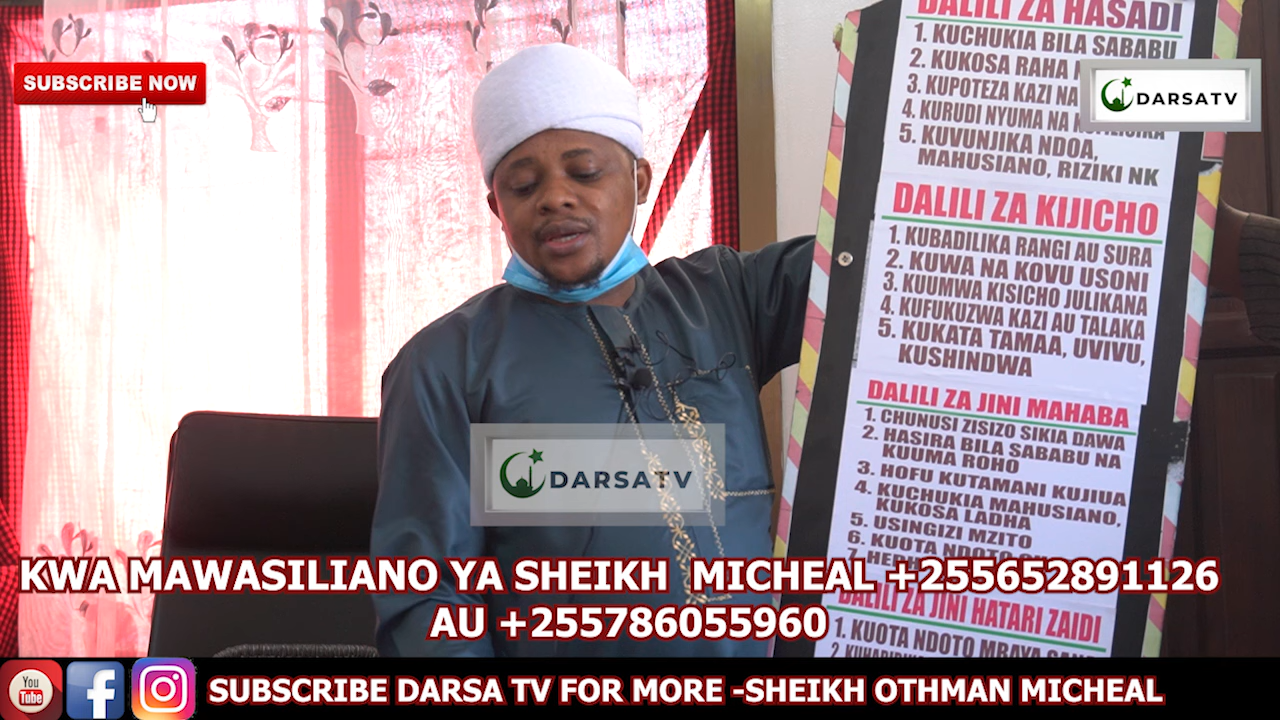 SUBSCRIBE NOW
DALILI ZA HASADI
1. KUCHUKIA BILA SABABU
2. KUKOSA RAHA
3. KUPOTEZA KAZI NA
4. KURUDI NYUMA NA
5. KUVUNJIKA NDOA,
MAHUSIANO, RIZIKI NK
DARSATV
DALILI ZA KIJICHO
1. KUBADILIKA RANGI AU SURA
2. KUWA NA KOVU USONI
3. KUUMWA KISICHO JULIKANA
4. KUFUKUZWA KAZI AU TALAKA
5. KUKATA TAMAA, UVIVU,
KUSHINDWA
DALILI ZA JINI MAHABA
1. CHUNUSI ZISIZO SIKIA DAWA
2. HASIRA BILA SABABU NA
KUUMA ROHO
3. HOFU KUTAMANI KUJIUA
4. KUCHUKIA MAHUSIANO,
KUKOSA LADHA
5. USINGIZI MZITO
6. KUOTA NDOTO
7.
DALILI ZA JINI HATARI ZAIDI
1. KUOTA NDOTO MBAYA
2.
DARSATV
KWA MAWASILIANO YA SHEIKH MICHEAL +255652891126
AU +255786055960
You
Tube
SUBSCRIBE DARSA TV FOR MORE -SHEIKH OTHMAN MICHEAL